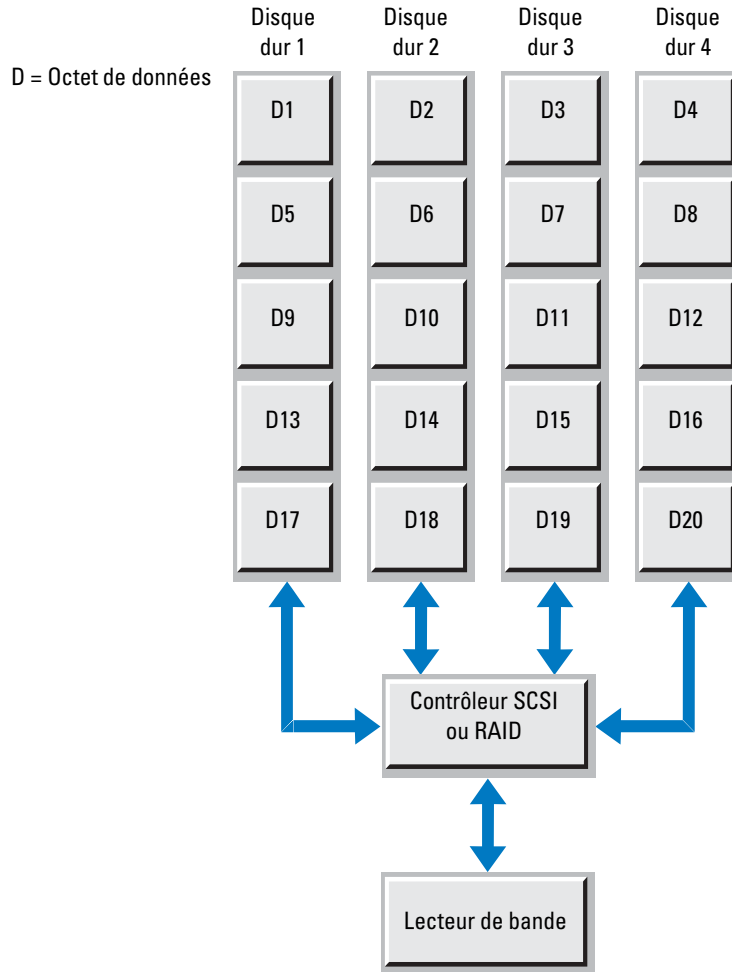 Disque dur 1
Disque dur 2
Disque dur 3
Disque dur 4
D = Octet de données
D1
D2
D3
D4
D5
D6
D7
D8
D9
D10
D11
D12
D13
D14
D15
D16
D17
D18
D19
D20
Contrôleur SCSI
ou RAID
Lecteur de bande